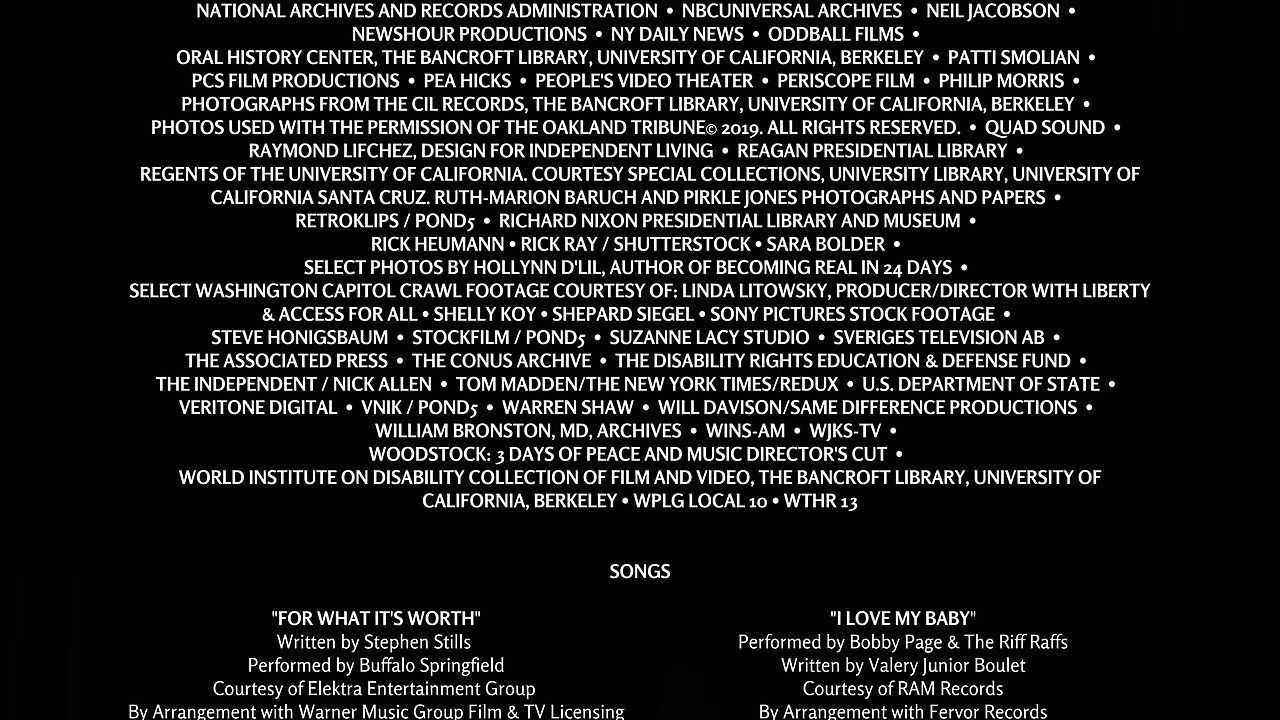 NATIONAL ARCHIVES AND RECORDS ADMINISTRATION • NBCUNIVERSAL ARCHIVES • NEIL JACOBSON •
NEWSHOUR PRODUCTIONS • NY DAILY NEWS • ODDBALL FILMS •
ORAL HISTORY CENTER, THE BANCROFT LIBRARY, UNIVERSITY OF CALIFORNIA, BERKELEY • PATTI SMOLIAN •
PCS FILM PRODUCTIONS • PEA HICKS • PEOPLE'S VIDEO THEATER • PERISCOPE FILM • PHILIP MORRIS •
PHOTOGRAPHS FROM THE CIL RECORDS, THE BANCROFT LIBRARY, UNIVERSITY OF CALIFORNIA, BERKELEY •
PHOTOS USED WITH THE PERMISSION OF THE OAKLAND TRIBUNE© 2019. ALL RIGHTS RESERVED. • QUAD SOUND •
RAYMOND LIFCHEZ, DESIGN FOR INDEPENDENT LIVING • REAGAN PRESIDENTIAL LIBRARY •
REGENTS OF THE UNIVERSITY OF CALIFORNIA. COURTESY SPECIAL COLLECTIONS, UNIVERSITY LIBRARY, UNIVERSITY OF
CALIFORNIA SANTA CRUZ. RUTH-MARION BARUCH AND PIRKLE JONES PHOTOGRAPHS AND PAPERS •
RETROKLIPS / POND5 • RICHARD NIXON PRESIDENTIAL LIBRARY AND MUSEUM •
RICK HEUMANN • RICK RAY / SHUTTERSTOCK • SARA BOLDER •
SELECT PHOTOS BY HOLLYNN D'LIL, AUTHOR OF BECOMING REAL IN 24 DAYS •
SELECT WASHINGTON CAPITOL CRAWL FOOTAGE COURTESY OF: LINDA LITOWSKY, PRODUCER/DIRECTOR WITH LIBERTY
& ACCESS FOR ALL • SHELLY KOY • SHEPARD SIEGEL • SONY PICTURES STOCK FOOTAGE •
STEVE HONIGSBAUM • STOCKFILM / POND5 • SUZANNE LACY STUDIO • SVERIGES TELEVISION AB •
THE ASSOCIATED PRESS • THE CONUS ARCHIVE • THE DISABILITY RIGHTS EDUCATION & DEFENSE FUND •
THE INDEPENDENT / NICK ALLEN • TOM MADDEN/THE NEW YORK TIMES/REDUX • U.S. DEPARTMENT OF STATE •
VERITONE DIGITAL • VNIK / POND5 • WARREN SHAW • WILL DAVISON/SAME DIFFERENCE PRODUCTIONS •
WILLIAM BRONSTON, MD, ARCHIVES • WINS-AM • WJKS-TV •
WOODSTOCK: 3 DAYS OF PEACE AND MUSIC DIRECTOR'S CUT •
WORLD INSTITUTE ON DISABILITY COLLECTION OF FILM AND VIDEO, THE BANCROFT LIBRARY, UNIVERSITY OF
CALIFORNIA, BERKELEY • WPLG LOCAL 10 • WTHR 13
SONGS
"FOR WHAT IT'S WORTH"
Written by Stephen Stills
Performed by Buffalo Springfield
Courtesy of Elektra Entertainment Group
By Arrangement with Warner Music Group Film & TV Licensing
"I LOVE MY BABY"
Performed by Bobby Page & The Riff Raffs
Written by Valery Junior Boulet
Courtesy of RAM Records
By Arrangement with Fervor Records